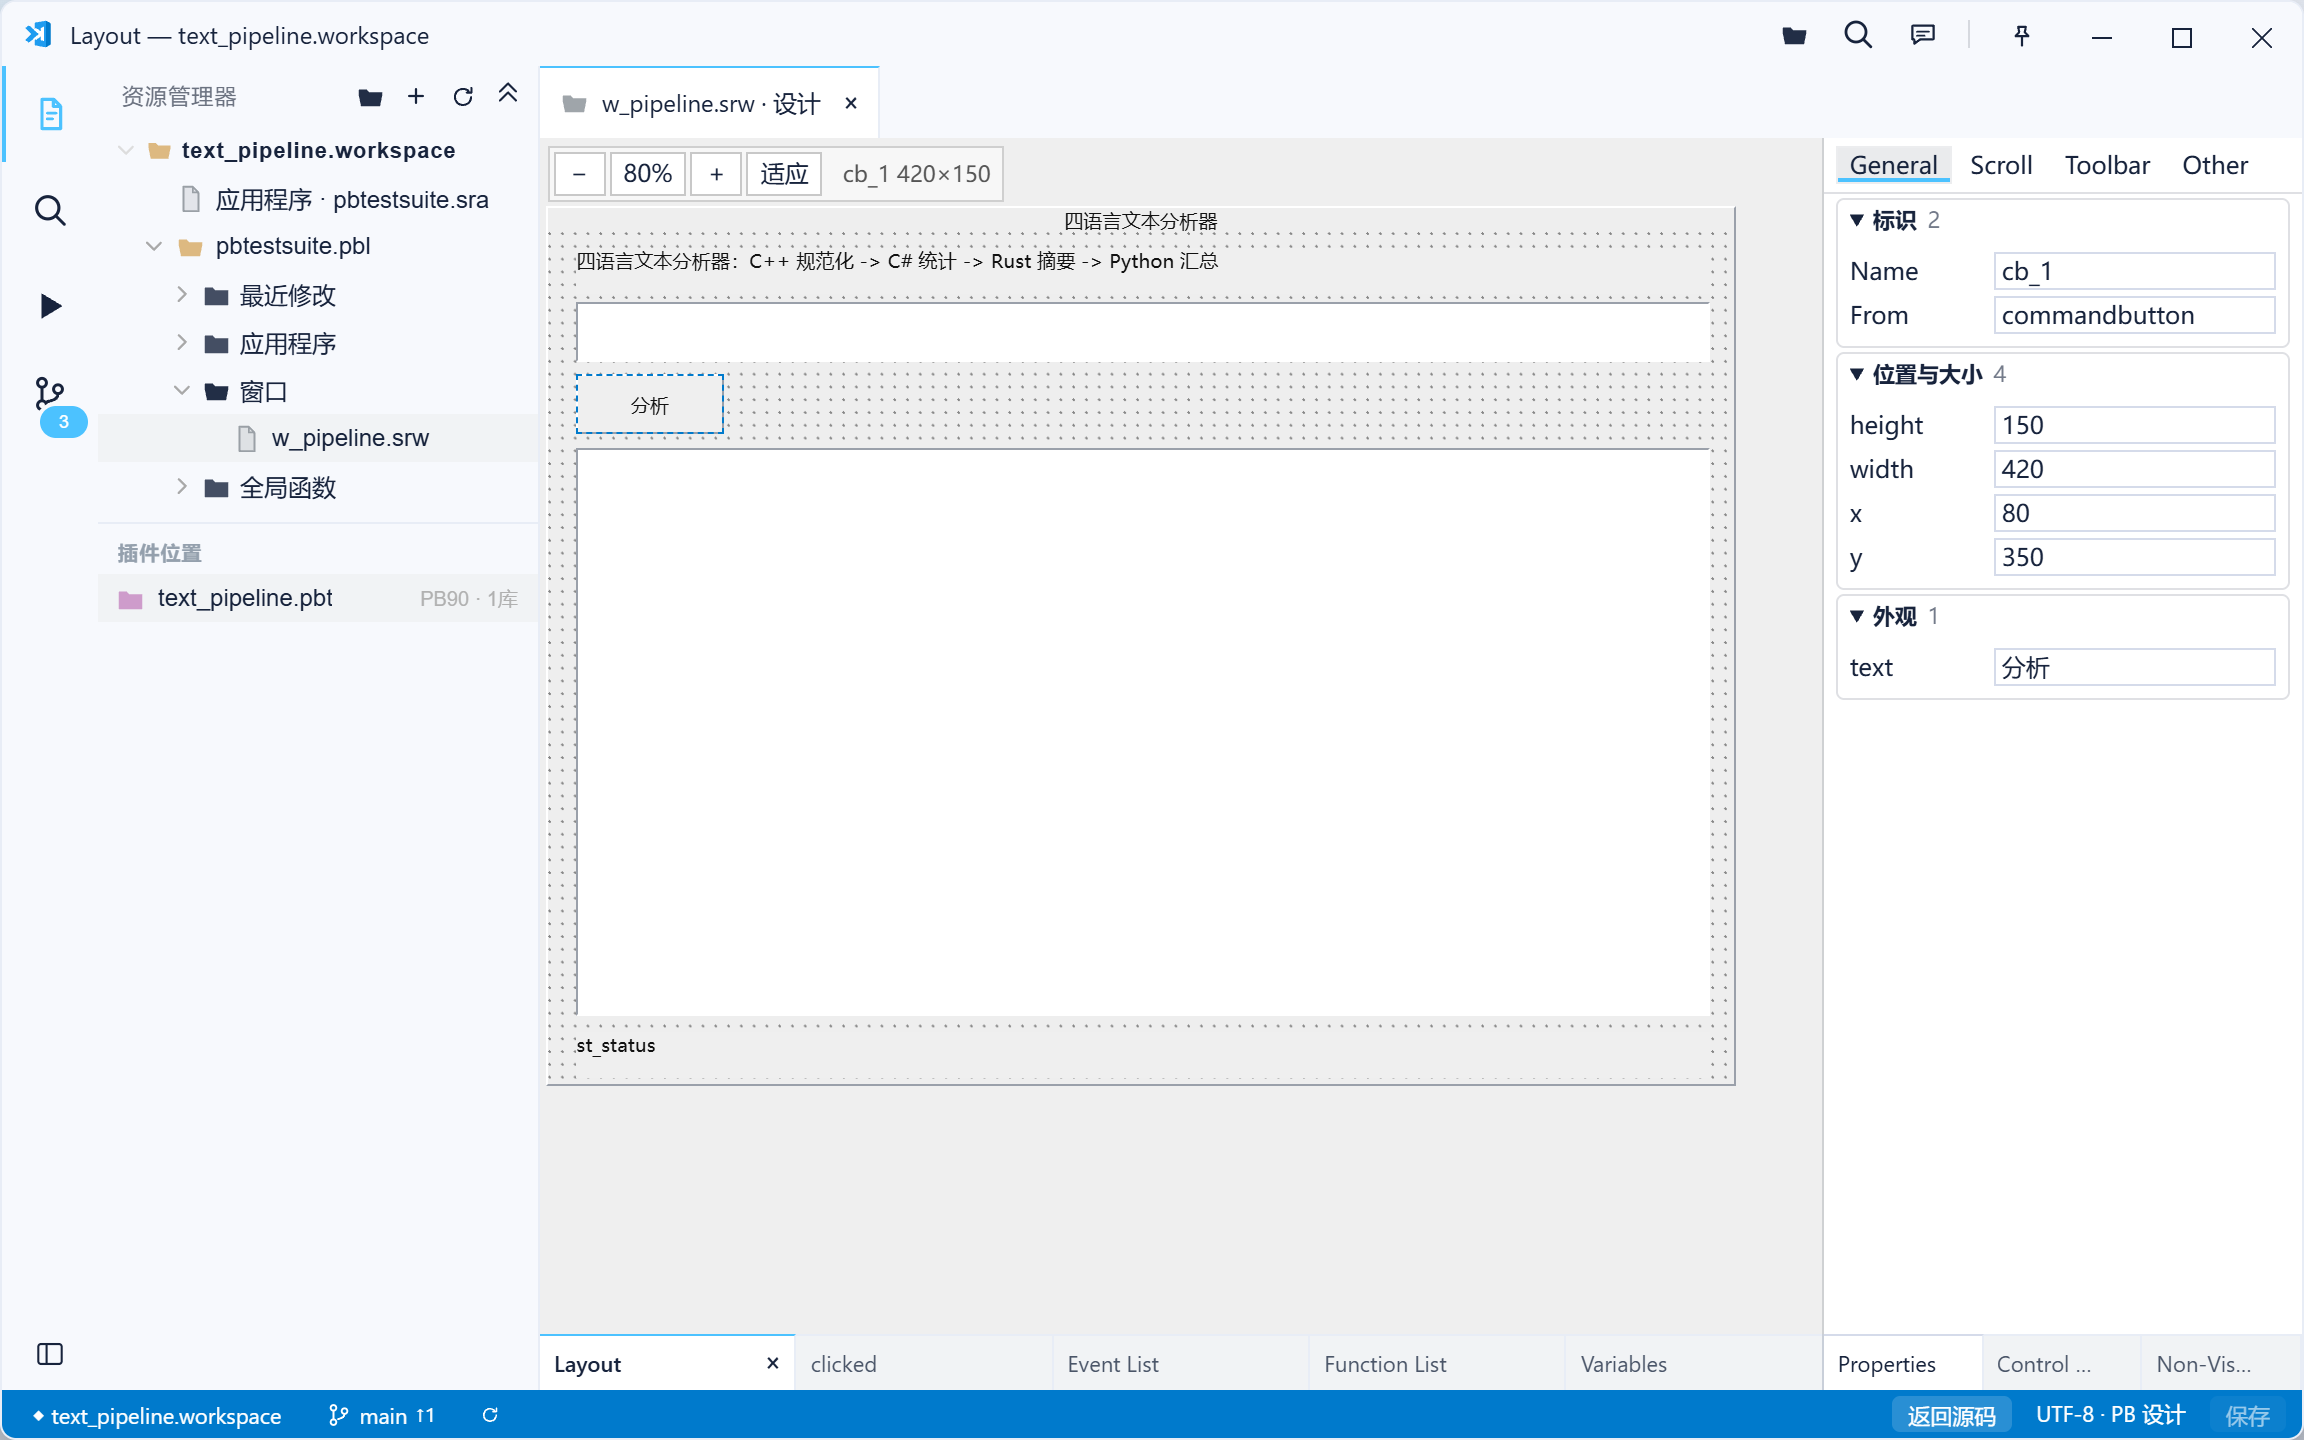 Layout — text_pipeline.workspace
资源管理器
text_pipeline.workspace
应用程序 · pbtestsuite.sra
pbtestsuite.pbl
最近修改
应用程序
窗口
3
w_pipeline.srw
全局函数
插件位置
text_pipeline.pbt PB90 · 1库
w_pipeline.srw · 设计 ×
− 80% + 适应 cb_1 420×150
四语言文本分析器
四语言文本分析器：C++ 规范化 -> C# 统计 -> Rust 摘要 -> Python 汇总
分析
st_status
General Scroll Toolbar Other
标识 2
Name cb_1
From commandbutton
位置与大小 4
height 150
width 420
x 80
y 350
外观 1
text 分析
Layout × clicked Event List Function List Variables
Properties Control ... Non-Vis...
text_pipeline.workspace main ↑1 返回源码 UTF-8 · PB 设计 保存